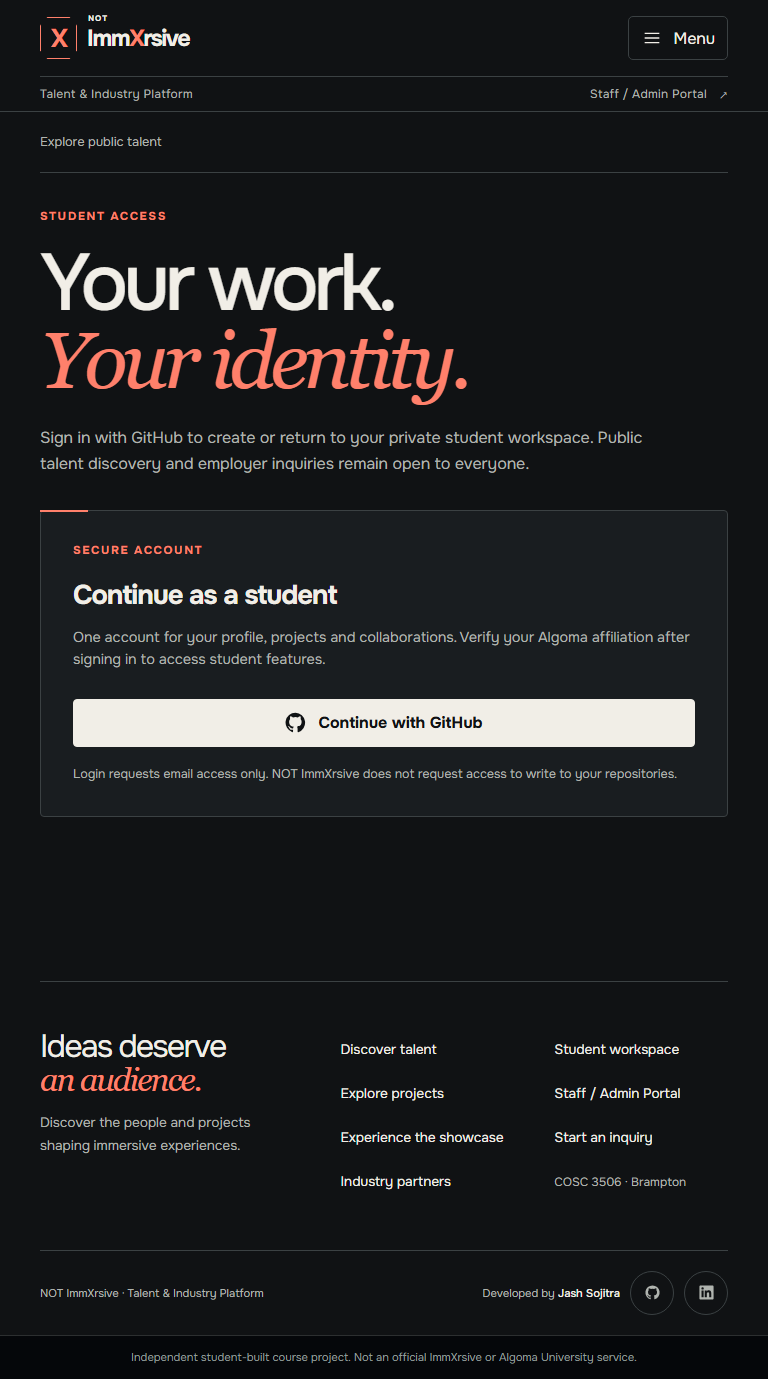 NOT
X
ImmXrsive
Menu
Talent & Industry Platform
Staff / Admin Portal ↗
Explore public talent
STUDENT ACCESS
Your work.
Your identity.
Sign in with GitHub to create or return to your private student workspace. Public
talent discovery and employer inquiries remain open to everyone.
SECURE ACCOUNT
Continue as a student
One account for your profile, projects and collaborations. Verify your Algoma affiliation after
signing in to access student features.
Continue with GitHub
Login requests email access only. NOT ImmXrsive does not request access to write to your repositories.
Ideas deserve
an audience.
Discover the people and projects
shaping immersive experiences.
Discover talent
Explore projects
Experience the showcase
Industry partners
Student workspace
Staff / Admin Portal
Start an inquiry
COSC 3506 · Brampton
NOT ImmXrsive · Talent & Industry Platform
Developed by Jash Sojitra
in
Independent student-built course project. Not an official ImmXrsive or Algoma University service.